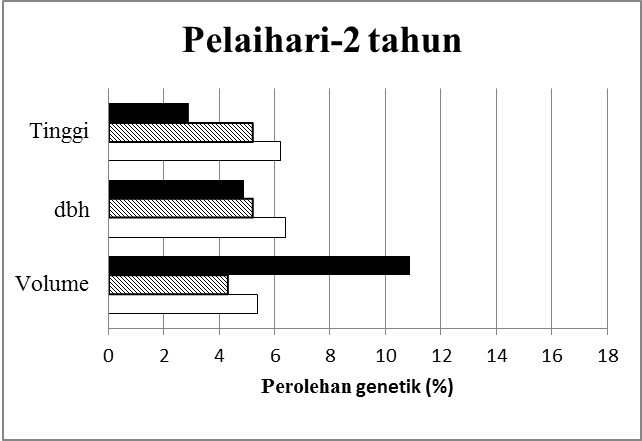 Pelaihari-2 tahun
Tinggi
dbh
Volume
0 2 4 6 8 10 12 14 16 18
Perolehan genetik (%)